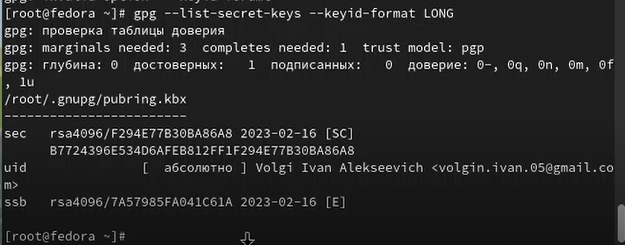 [root@fedora ~]# gpg --list-secret-keys --keyid-format LONG
gpg: проверка таблицы доверия
gpg: marginals needed: 3  completes needed: 1  trust model: pgp
gpg: глубина: 0  достоверных:   1  подписанных:   0  доверие: 0-, 0q, 0n, 0m, 0f
, 1u
/root/.gnupg/pubring.kbx
------------------------
sec   rsa4096/F294E77B30BA86A8 2023-02-16 [SC]
      B7724396E534D6AFEB812FF1F294E77B30BA86A8
uid              [  абсолютно ] Volgi Ivan Alekseevich <volgin.ivan.05@gmail.co
m>
ssb   rsa4096/7A57985FA041C61A 2023-02-16 [E]
[root@fedora ~]#